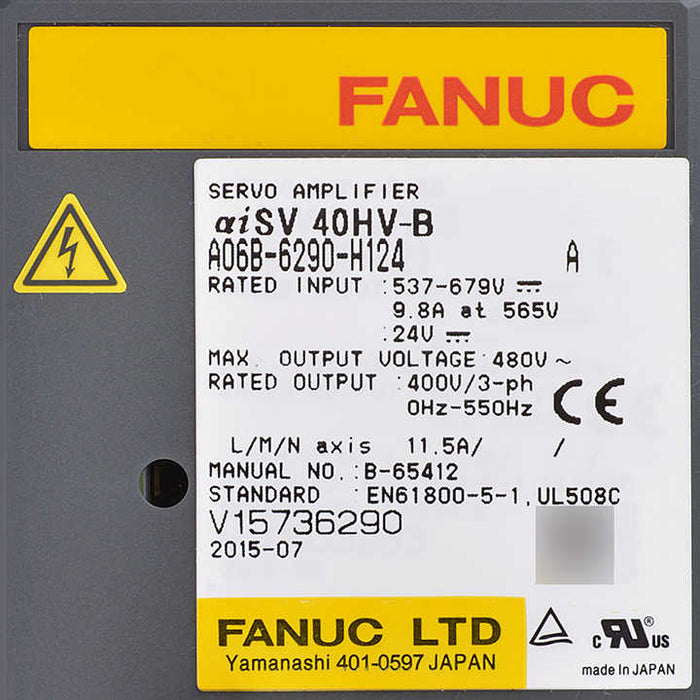 FANUC
SERVO AMPLIFIER
αiSV 40HV-B
A06B-6290-H124 A
RATED INPUT :537-679V ⎓
9.8A at 565V
:24V ⎓
MAX. OUTPUT VOLTAGE:480V~
RATED OUTPUT :400V/3-ph
0Hz-550Hz
CE
L/M/N axis 11.5A/ /
MANUAL NO.:B-65412
STANDARD :EN61800-5-1,UL508C
V15736290
2015-07
FANUC LTD
Yamanashi 401-0597 JAPAN
c UR® US
made in JAPAN